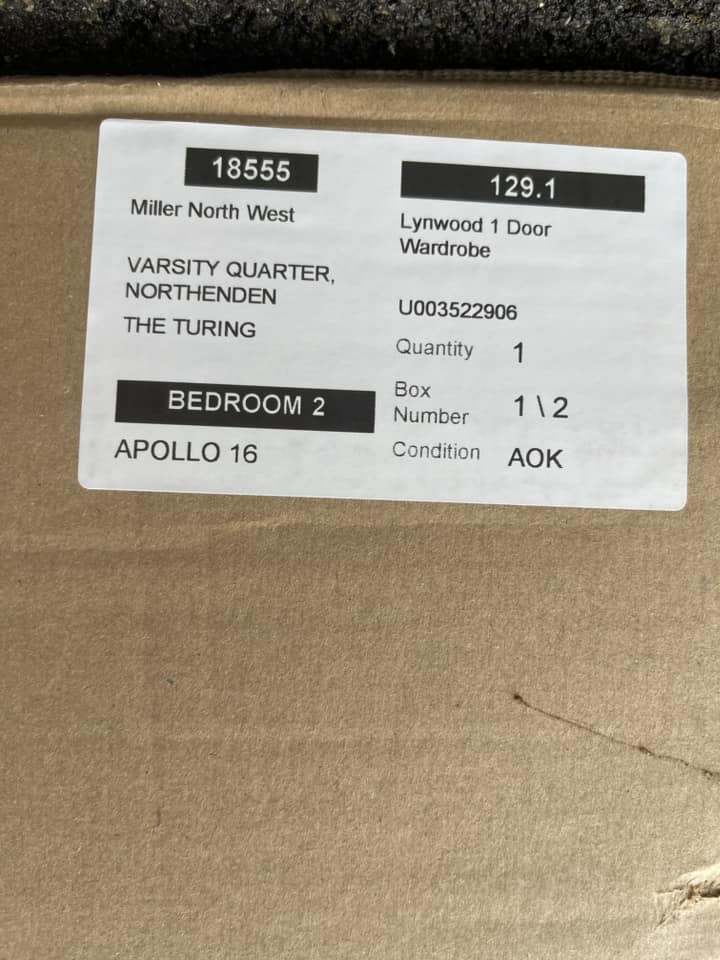 18555
Miller North West
VARSITY QUARTER,
NORTHENDEN
THE TURING
BEDROOM 2
APOLLO 16
129.1
Lynwood 1 Door
Wardrobe
U003522906
Quantity 1
Box
Number 1 \ 2
Condition AOK